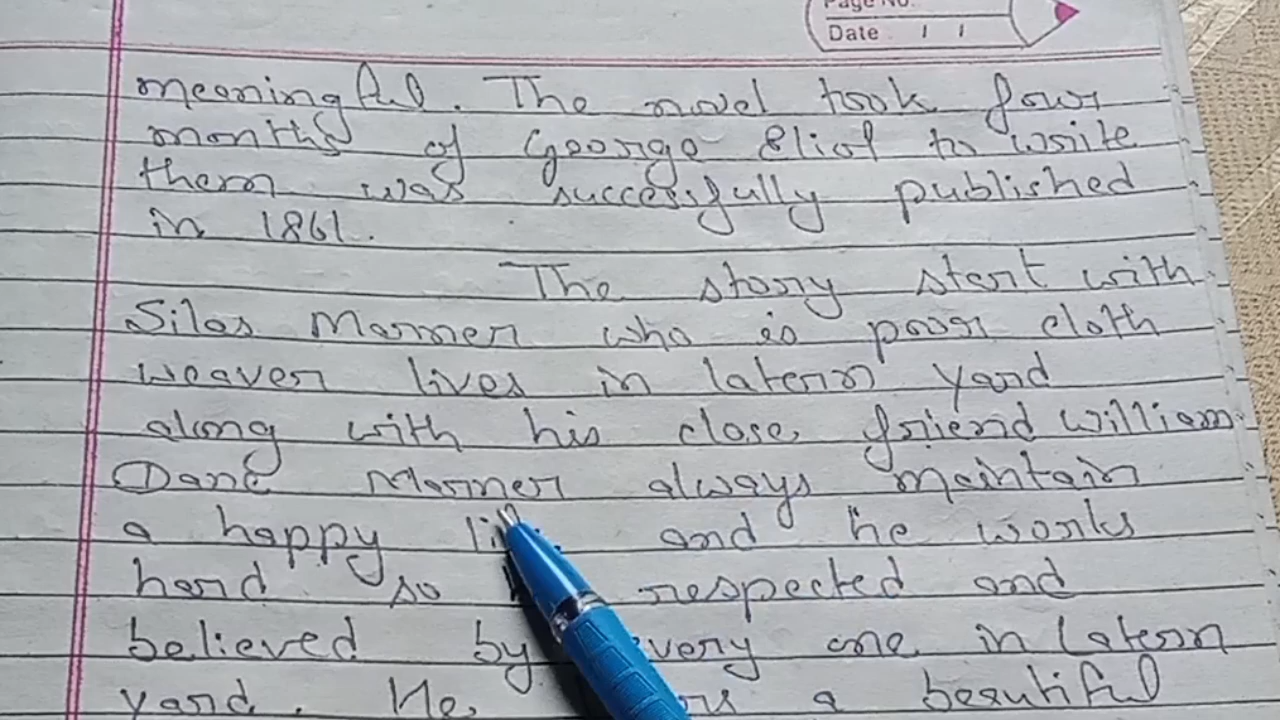 Page No.
Date / /
meaningful. The novel took four
months of George Eliot to write
them was successfully published
in 1861.
The story start with
Silas Marner who is poor cloth
weaver lives in latern yard
along with his close friend William
Dane Marner always maintain
a happy and he works
hard so respected and
believed by one in latern
yard. He a beautiful